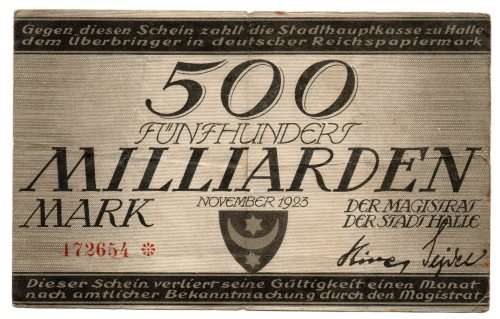 Gegen diesen Schein zahlt die Stadthauptkasse zu Halle
dem Überbringer in deutscher Reichspapiermark
500
FÜNFHUNDERT
MILLIARDEN
MARK
NOVEMBER 1923
DER MAGISTRAT
DER STADT HALLE
172654 *
Dieser Schein verliert seine Gültigkeit einen Monat
nach amtlicher Bekanntmachung durch den Magistrat